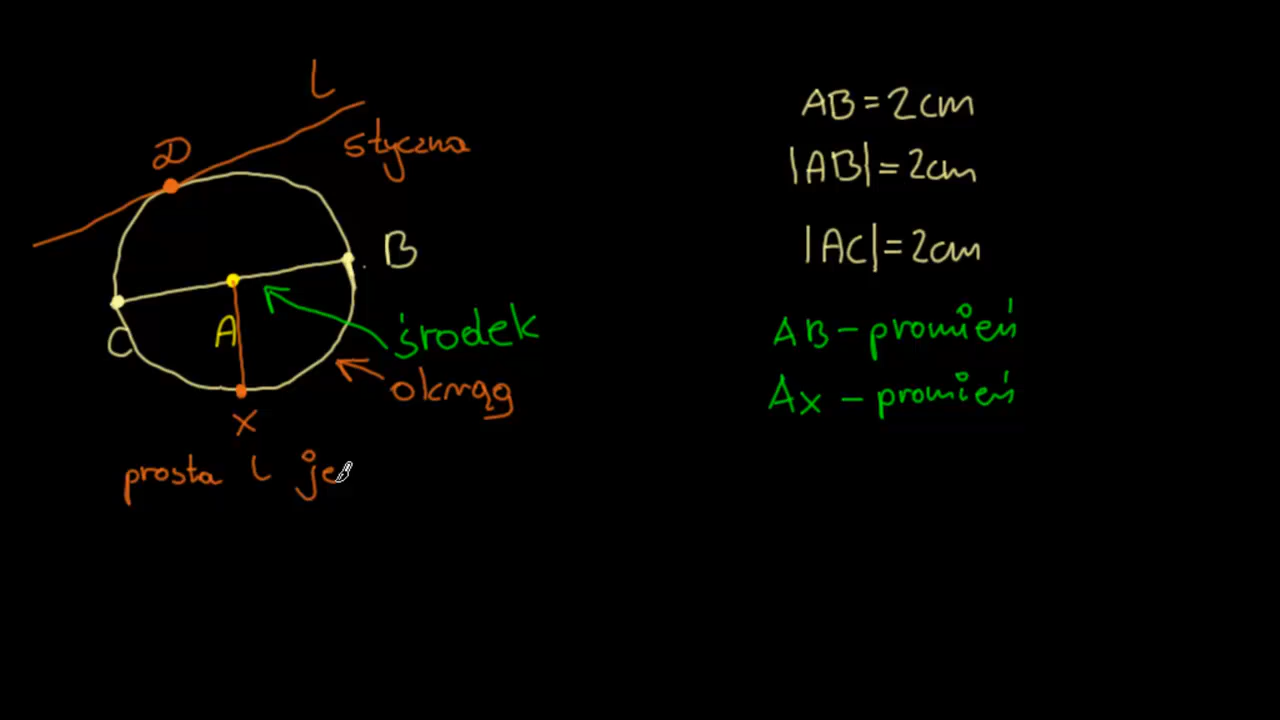 L
D
styczna
B
A
C
środek
okrąg
X
prosta l je
AB = 2cm
|AB| = 2cm
|AC| = 2cm
AB – promień
AX – promień